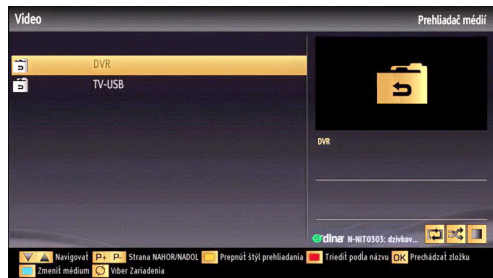 Video
Prehliadač médií
DVR
TV-USB
DVR
dlna N-NIT0303: dzivkov...
Navigovať P+ P- Strana NAHOR/NADOL Prepnúť štýl prehliadania Triediť podľa názvu OK Prechádzať zložku
Zmeniť médium Viber Zariadenia